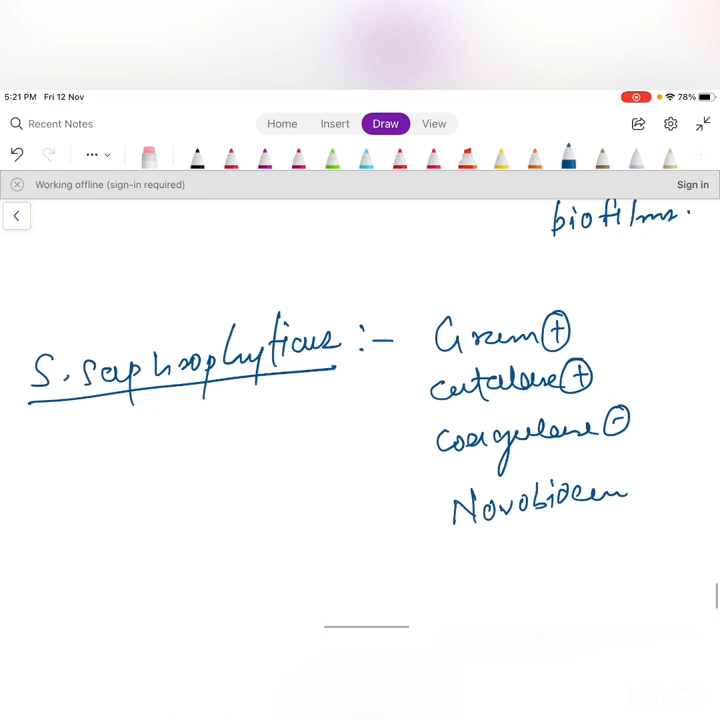 5:21 PM Fri 12 Nov 78%
Recent Notes Home Insert Draw View
Working offline (sign-in required) Sign in
biofilms.
S. saphrophyticus :- Gram +
catalase +
coagulase -
Novobiocin